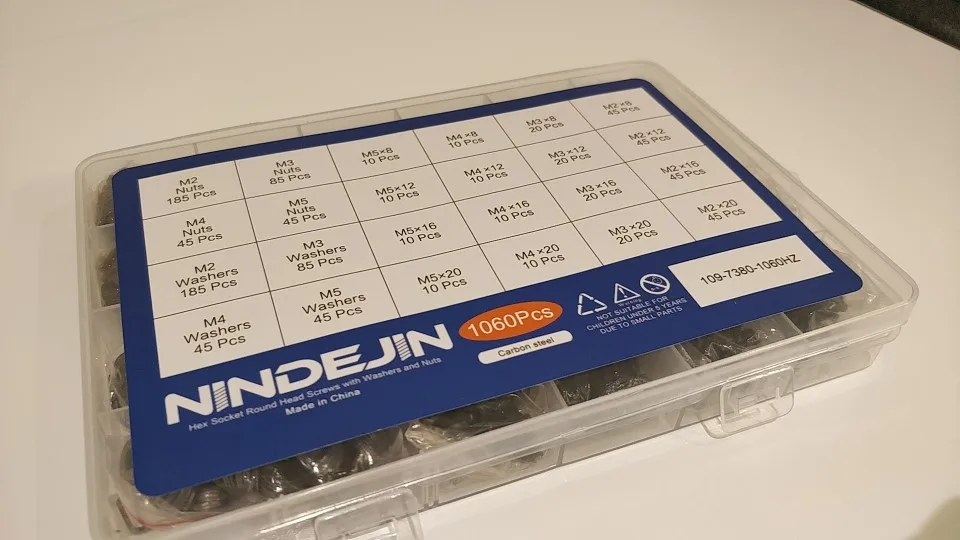 M2
Nuts
185 Pcs
M3
Nuts
85 Pcs
M5×8
10 Pcs
M4×8
10 Pcs
M3×8
20 Pcs
M2×8
45 Pcs
M4
Nuts
45 Pcs
M5
Nuts
45 Pcs
M5×12
10 Pcs
M4×12
10 Pcs
M3×12
20 Pcs
M2×12
45 Pcs
M2
Washers
185 Pcs
M3
Washers
85 Pcs
M5×16
10 Pcs
M4×16
10 Pcs
M3×16
20 Pcs
M2×16
45 Pcs
M4
Washers
45 Pcs
M5
Washers
45 Pcs
M5×20
10 Pcs
M4×20
10 Pcs
M3×20
20 Pcs
M2×20
45 Pcs
NINDEJIN
Hex Socket Round Head Screws with Washers and Nuts
Made in China
1060Pcs
Carbon steel
Warning
NOT SUITABLE FOR
CHILDREN UNDER 5 YEARS
DUE TO SMALL PARTS
109-7380-1060HZ